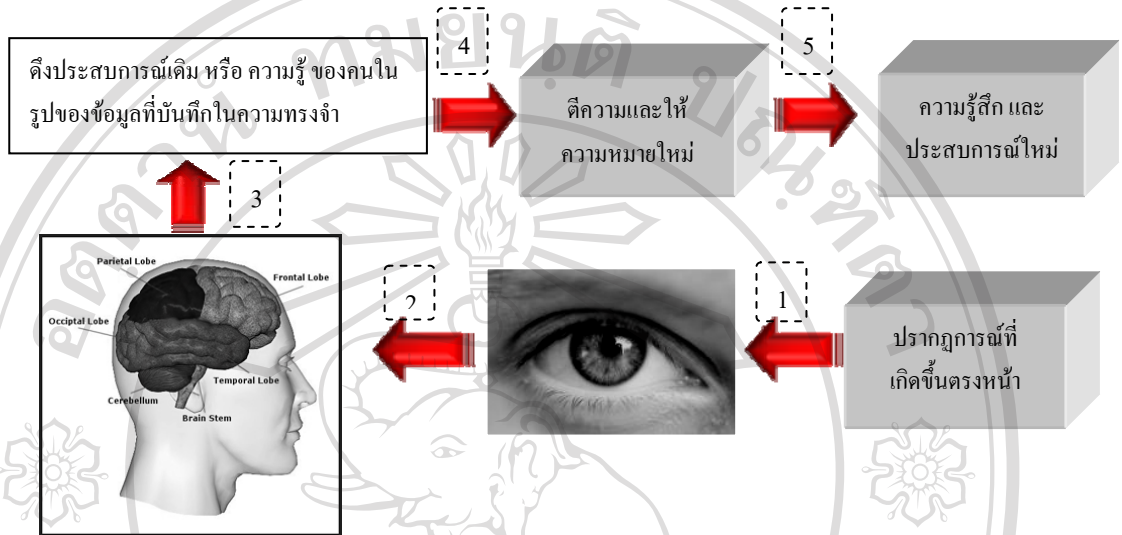 4
5
ดึงประสบการณ์เดิม หรือ ความรู้ ของคนใน
รูปของข้อมูลที่บันทึกในความทรงจำ
ตีความและให้
ความหมายใหม่
ความรู้สึก และ
ประสบการณ์ใหม่
3
Parietal Lobe
Frontal Lobe
Occiptal Lobe
Temporal Lobe
Cerebellum
Brain Stem
2
1
ปรากฏการณ์ที่
เกิดขึ้นตรงหน้า